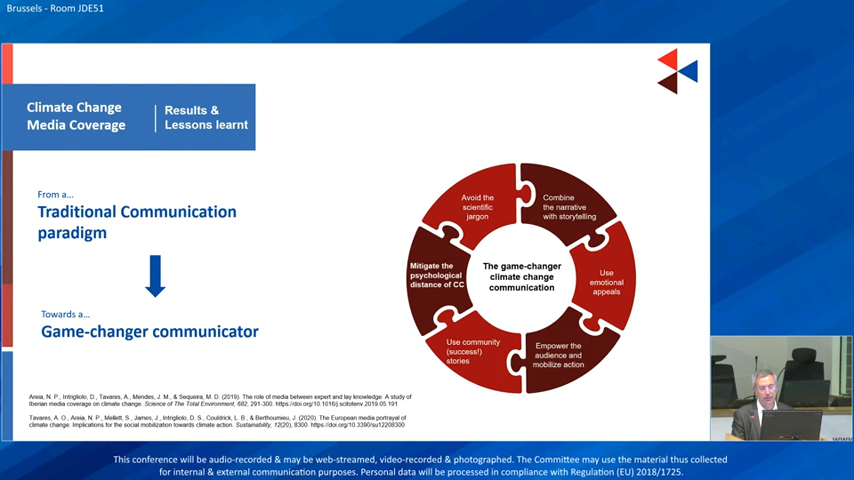 Brussels - Room JDE51
Climate Change
Media Coverage
Results &
Lessons learnt
From a...
Traditional Communication
paradigm
Towards a...
Game-changer communicator
Avoid the
scientific
jargon
Combine
the narrative
with storytelling
Mitigate the
psychological
distance of CC
The game-changer
climate change
communication
Use
emotional
appeals
Use community
(success!)
stories
Empower the
audience and
mobilize action
Areia, N. P., Intrigliolo, D., Tavares, A., Mendes, J. M., & Sequeira, M. D. (2019). The role of media between expert and lay knowledge: A study of
Iberian media coverage on climate change. Science of The Total Environment, 682, 291-300. https://doi.org/10.1016/j.scitotenv.2019.05.191
Tavares, A. O., Areia, N. P., Mellett, S., James, J., Intrigliolo, D. S., Couldrick, L. B., & Berthoumieu, J. (2020). The European media portrayal of
climate change: Implications for the social mobilization towards climate action. Sustainability, 12(20), 8300. https://doi.org/10.3390/su12208300
This conference will be audio-recorded & may be web-streamed, video-recorded & photographed. The Committee may use the material thus collected
for internal & external communication purposes. Personal data will be processed in compliance with Regulation (EU) 2018/1725.